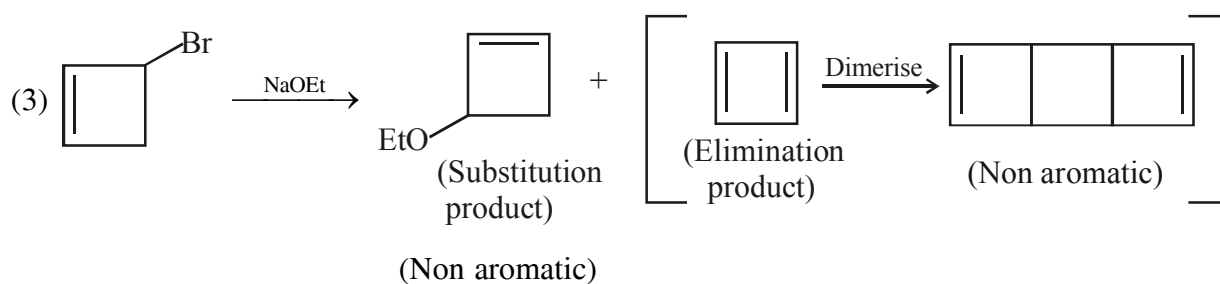 (3)
Br
NaOEt
EtO
(Substitution
product)
(Non aromatic)
+
(Elimination
product)
Dimerise
(Non aromatic)